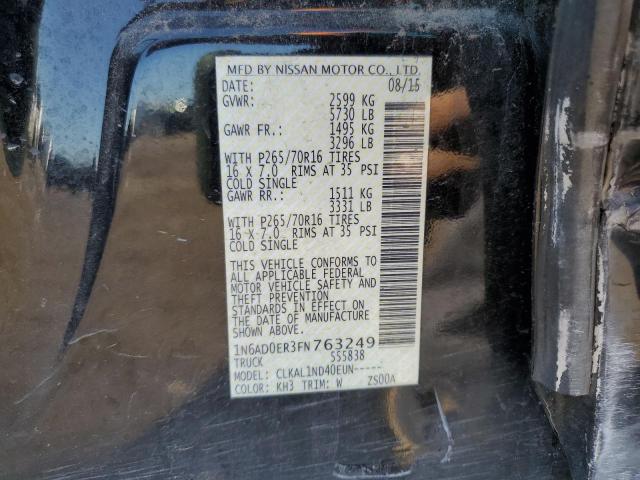 MFD BY NISSAN MOTOR CO., LTD.
DATE: 08/15
GVWR: 2599 KG
5730 LB
GAWR FR.: 1495 KG
3296 LB
WITH P265/70R16 TIRES
16 X 7.0 RIMS AT 35 PSI
COLD SINGLE
GAWR RR.: 1511 KG
3331 LB
WITH P265/70R16 TIRES
16 X 7.0 RIMS AT 35 PSI
COLD SINGLE
THIS VEHICLE CONFORMS TO
ALL APPLICABLE FEDERAL
MOTOR VEHICLE SAFETY AND
THEFT PREVENTION
STANDARDS IN EFFECT ON
THE DATE OF MANUFACTURE
SHOWN ABOVE.
1N6AD0ER3FN763249
TRUCK 555838
MODEL: CLKAL1ND40EUN-----
COLOR: KH3 TRIM: W ZS00A